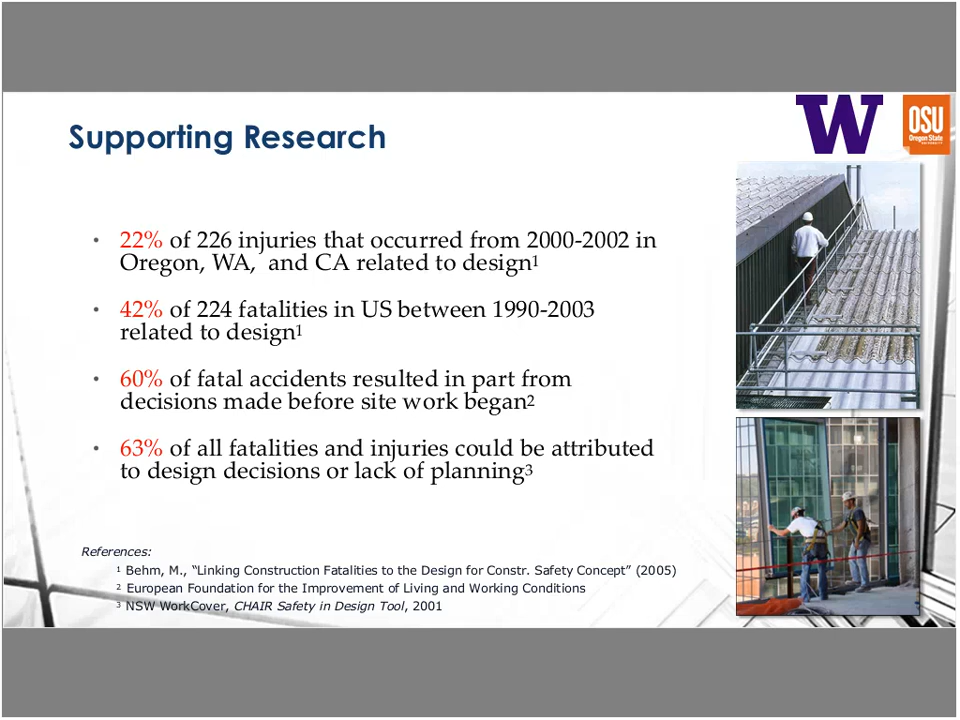 Supporting Research
W
OSU
Oregon State
UNIVERSITY
• 22% of 226 injuries that occurred from 2000-2002 in
Oregon, WA,  and CA related to design1
• 42% of 224 fatalities in US between 1990-2003
related to design1
• 60% of fatal accidents resulted in part from
decisions made before site work began2
• 63% of all fatalities and injuries could be attributed
to design decisions or lack of planning3
References:
1 Behm, M., “Linking Construction Fatalities to the Design for Constr. Safety Concept” (2005)
2 European Foundation for the Improvement of Living and Working Conditions
3 NSW WorkCover, CHAIR Safety in Design Tool, 2001